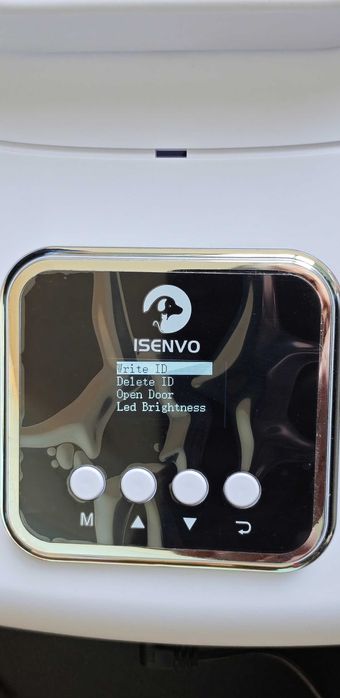 ISENVO
Write ID
Delete ID
Open Door
Led Brightness
M